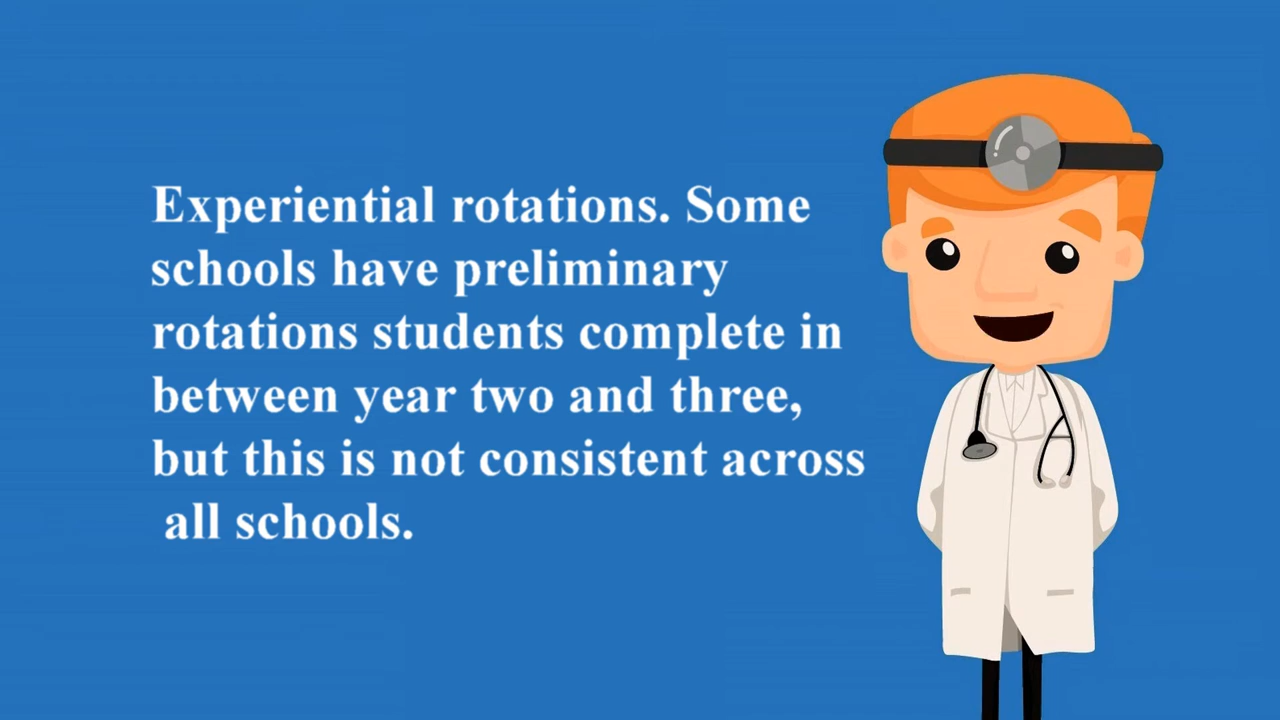 Experiential rotations. Some
schools have preliminary
rotations students complete in
between year two and three,
but this is not consistent across
all schools.